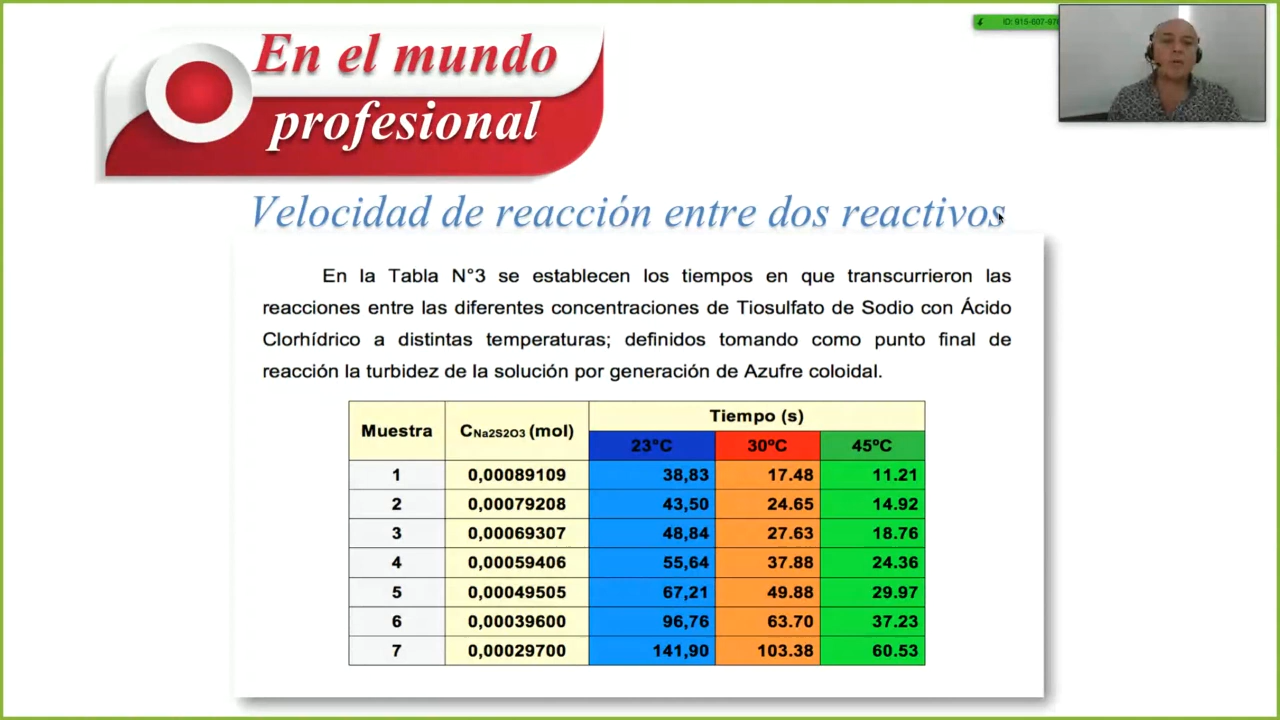 ID: 915-607-97
En el mundo
profesional
Velocidad de reacción entre dos reactivos
En la Tabla N°3 se establecen los tiempos en que transcurrieron las
reacciones entre las diferentes concentraciones de Tiosulfato de Sodio con Ácido
Clorhídrico a distintas temperaturas; definidos tomando como punto final de
reacción la turbidez de la solución por generación de Azufre coloidal.
Muestra CNa2S2O3 (mol) Tiempo (s)
23°C 30ºC 45ºC
1 0,00089109 38,83 17.48 11.21
2 0,00079208 43,50 24.65 14.92
3 0,00069307 48,84 27.63 18.76
4 0,00059406 55,64 37.88 24.36
5 0,00049505 67,21 49.88 29.97
6 0,00039600 96,76 63.70 37.23
7 0,00029700 141,90 103.38 60.53